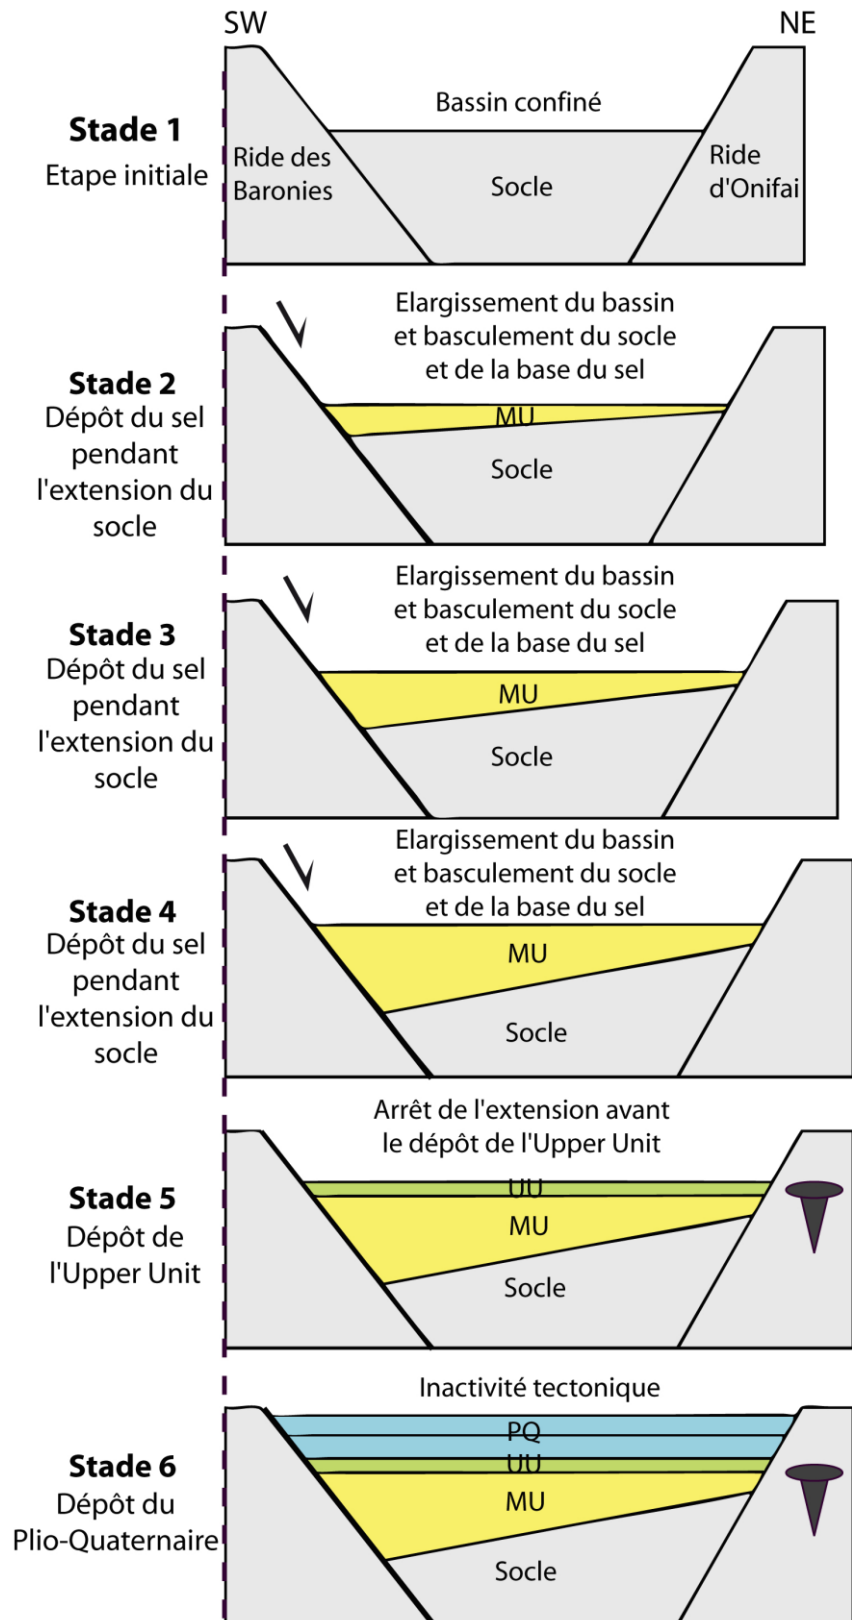 SW
NE
Stade 1
Etape initiale
Bassin confiné
Ride des
Baronies
Socle
Ride
d'Onifai
Stade 2
Dépôt du sel
pendant
l'extension du
socle
Elargissement du bassin
et basculement du socle
et de la base du sel
MU
Socle
Stade 3
Dépôt du sel
pendant
l'extension du
socle
Elargissement du bassin
et basculement du socle
et de la base du sel
MU
Socle
Stade 4
Dépôt du sel
pendant
l'extension du
socle
Elargissement du bassin
et basculement du socle
et de la base du sel
MU
Socle
Stade 5
Dépôt de
l'Upper Unit
Arrêt de l'extension avant
le dépôt de l'Upper Unit
UU
MU
Socle
Stade 6
Dépôt du
Plio-Quaternaire
Inactivité tectonique
PQ
UU
MU
Socle